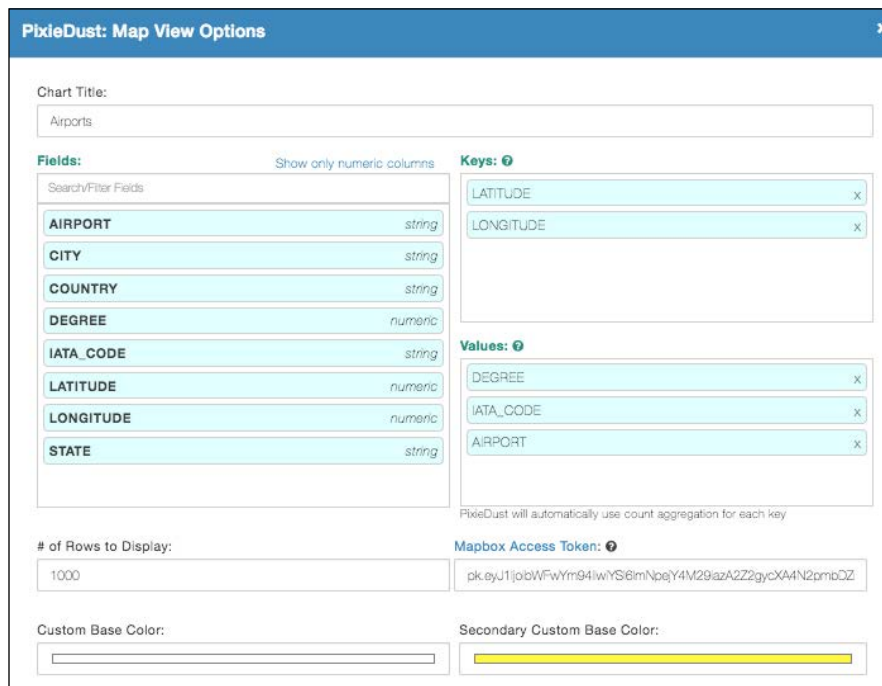 PixieDust: Map View Options
Chart Title:
Airports
Fields:
Show only numeric columns
Search/Filter Fields
AIRPORT string
CITY string
COUNTRY string
DEGREE numeric
IATA_CODE string
LATITUDE numeric
LONGITUDE numeric
STATE string
Keys:
LATITUDE x
LONGITUDE x
Values:
DEGREE x
IATA_CODE x
AIRPORT x
PixieDust will automatically use count aggregation for each key
# of Rows to Display:
1000
Mapbox Access Token:
Custom Base Color:
Secondary Custom Base Color: